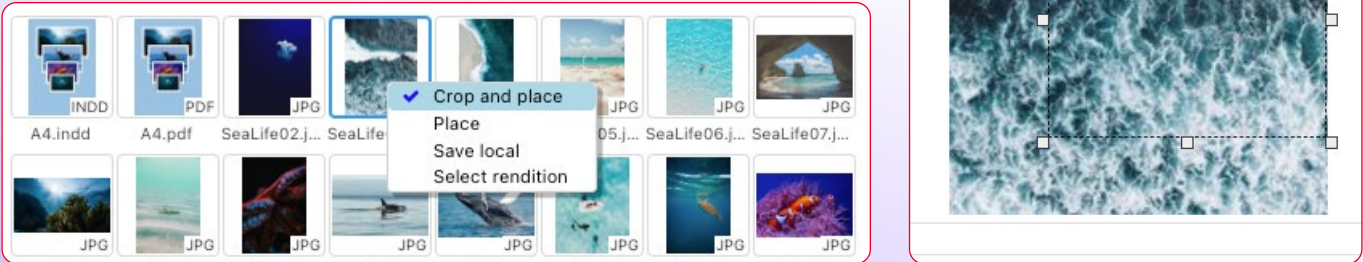 INDD
PDF
JPG
JPG
JPG
JPG
A4.indd
A4.pdf
SeaLife02.j...
SeaLife
05.j...
SeaLife06.j...
SeaLife07.j...
Crop and place
Place
Save local
Select rendition
JPG
JPG
JPG
JPG
JPG
JPG
JPG
JPG